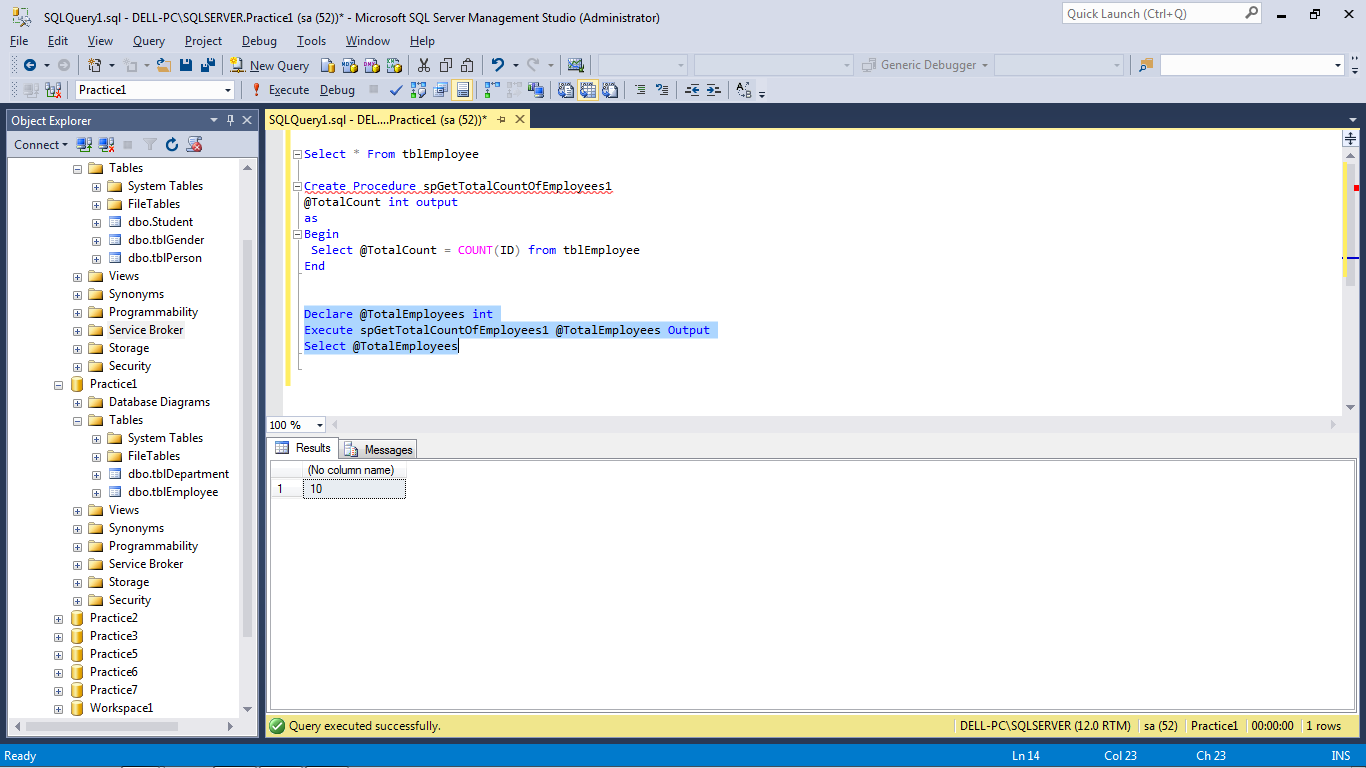 SQLQuery1.sql - DELL-PC\SQLSERVER.Practice1 (sa (52))* - Microsoft SQL Server Management Studio (Administrator)
Quick Launch (Ctrl+Q)
File Edit View Query Project Debug Tools Window Help
New Query
Generic Debugger
Practice1
Execute Debug
Object Explorer
Connect
Tables
System Tables
FileTables
dbo.Student
dbo.tblGender
dbo.tblPerson
Views
Synonyms
Programmability
Service Broker
Storage
Security
Practice1
Database Diagrams
Tables
System Tables
FileTables
dbo.tblDepartment
dbo.tblEmployee
Views
Synonyms
Programmability
Service Broker
Storage
Security
Practice2
Practice3
Practice5
Practice6
Practice7
Workspace1
SQLQuery1.sql - DEL....Practice1 (sa (52))*
Select * From tblEmployee
Create Procedure spGetTotalCountOfEmployees1
@TotalCount int output
as
Begin
Select @TotalCount = COUNT(ID) from tblEmployee
End
Declare @TotalEmployees int
Execute spGetTotalCountOfEmployees1 @TotalEmployees Output
Select @TotalEmployees
100 %
Results Messages
(No column name)
1 10
Query executed successfully.
DELL-PC\SQLSERVER (12.0 RTM) sa (52) Practice1 00:00:00 1 rows
Ready
Ln 14 Col 23 Ch 23 INS